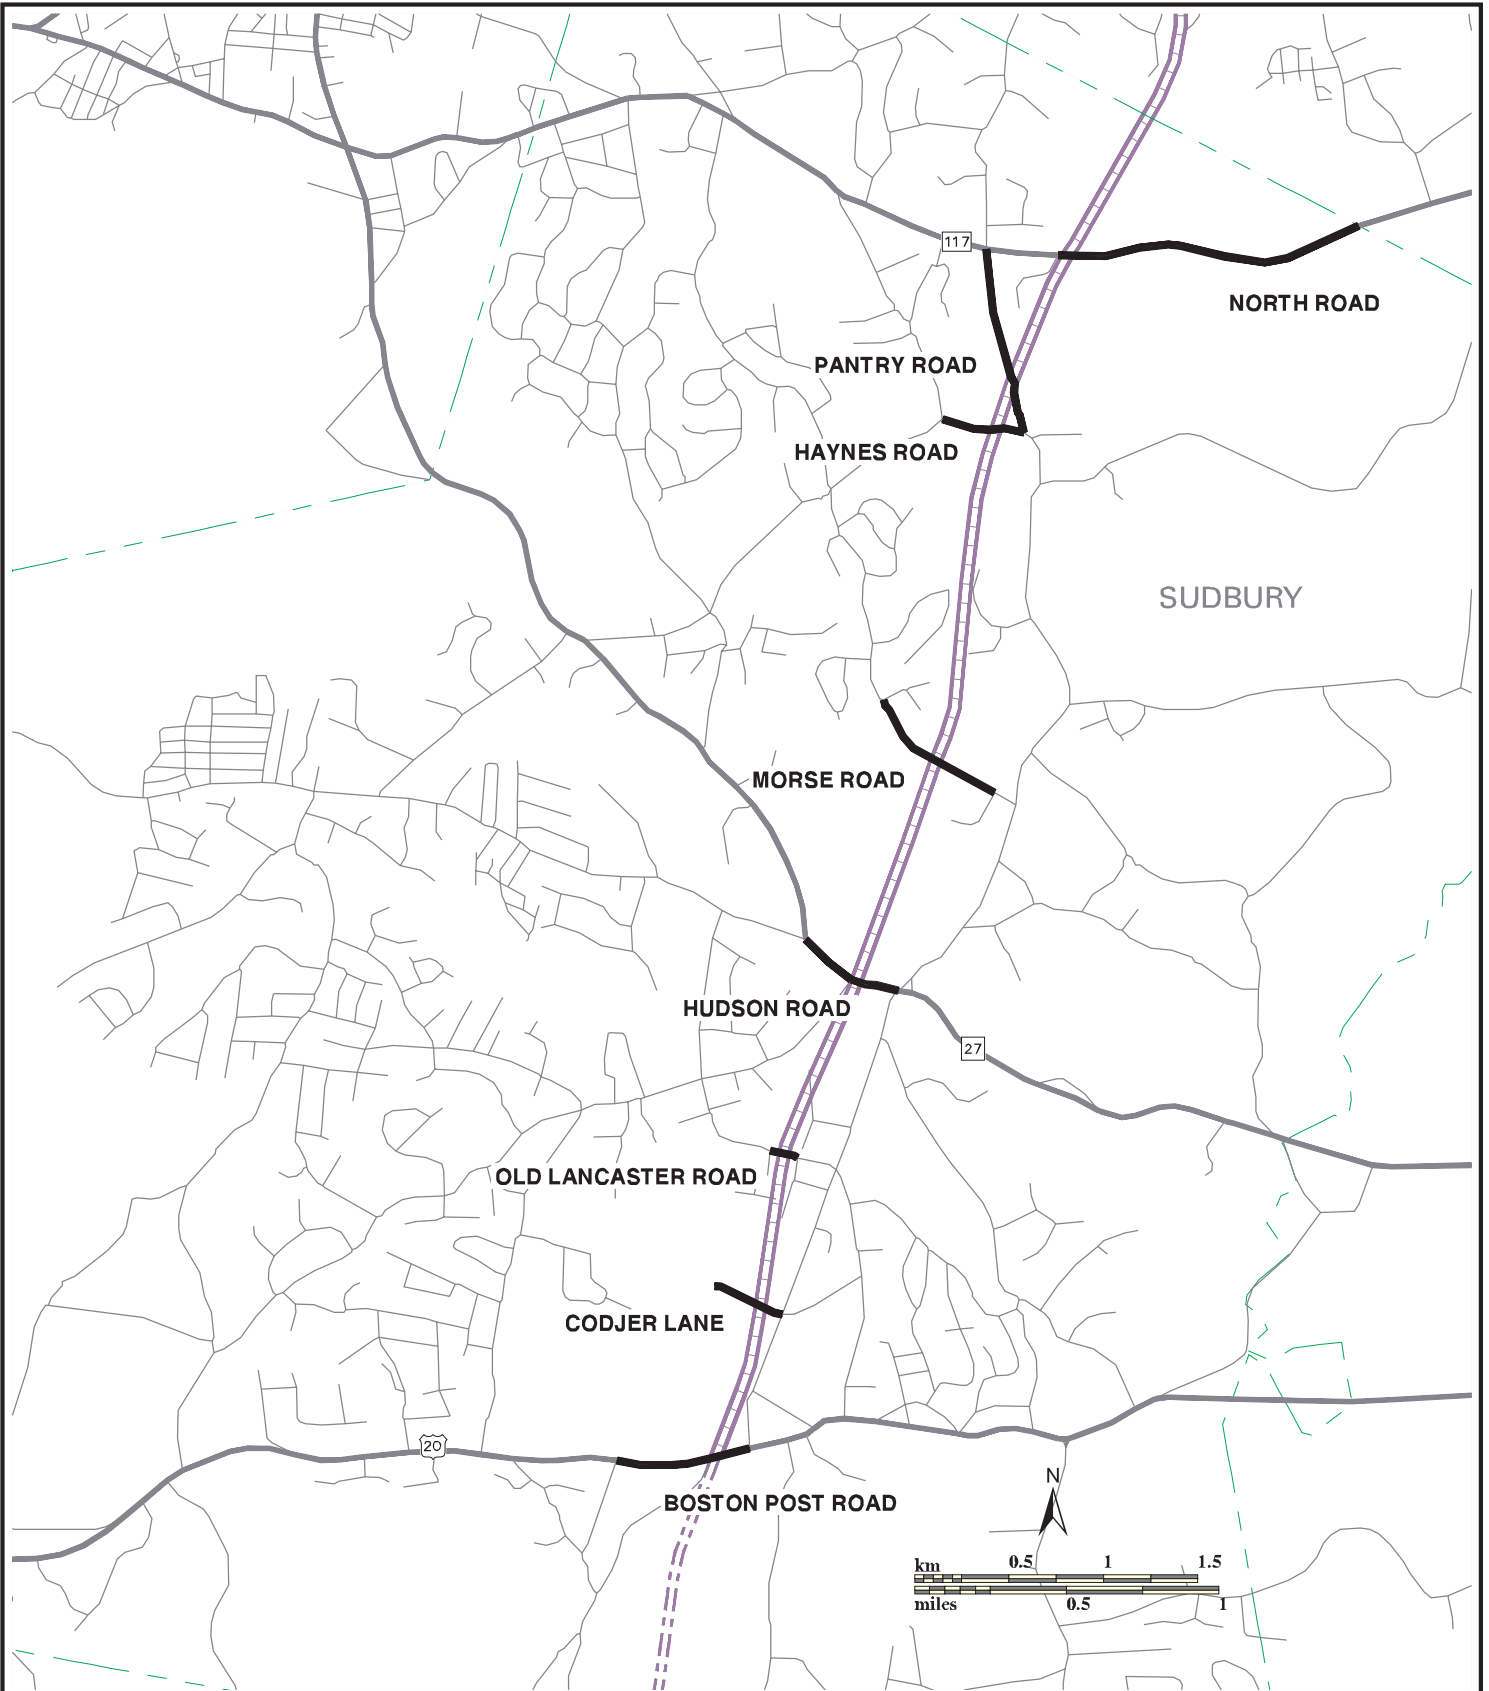 117
NORTH ROAD
PANTRY ROAD
HAYNES ROAD
SUDBURY
MORSE ROAD
HUDSON ROAD
27
OLD LANCASTER ROAD
CODJER LANE
20
BOSTON POST ROAD
N
km 0.5 1 1.5
miles 0.5 1